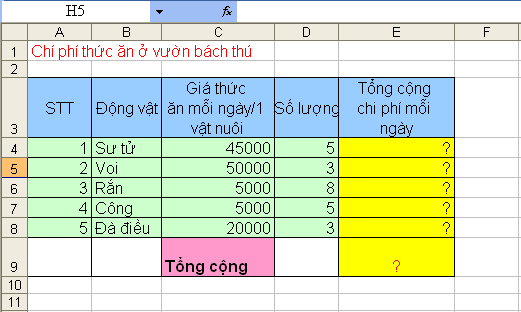 H5 fx
A B C D E F
1 Chí phí thức ăn ở vườn bách thú
2
Giá thức Tổng cộng
STT Động vật ăn mỗi ngày/1 Số lượng chi phí mỗi
3 vật nuôi ngày
4 1 Sư tử 45000 5 ?
5 2 Voi 50000 3 ?
6 3 Rắn 5000 8 ?
7 4 Công 5000 5 ?
8 5 Đà điều 20000 3 ?
9 Tổng cộng ?
10
11